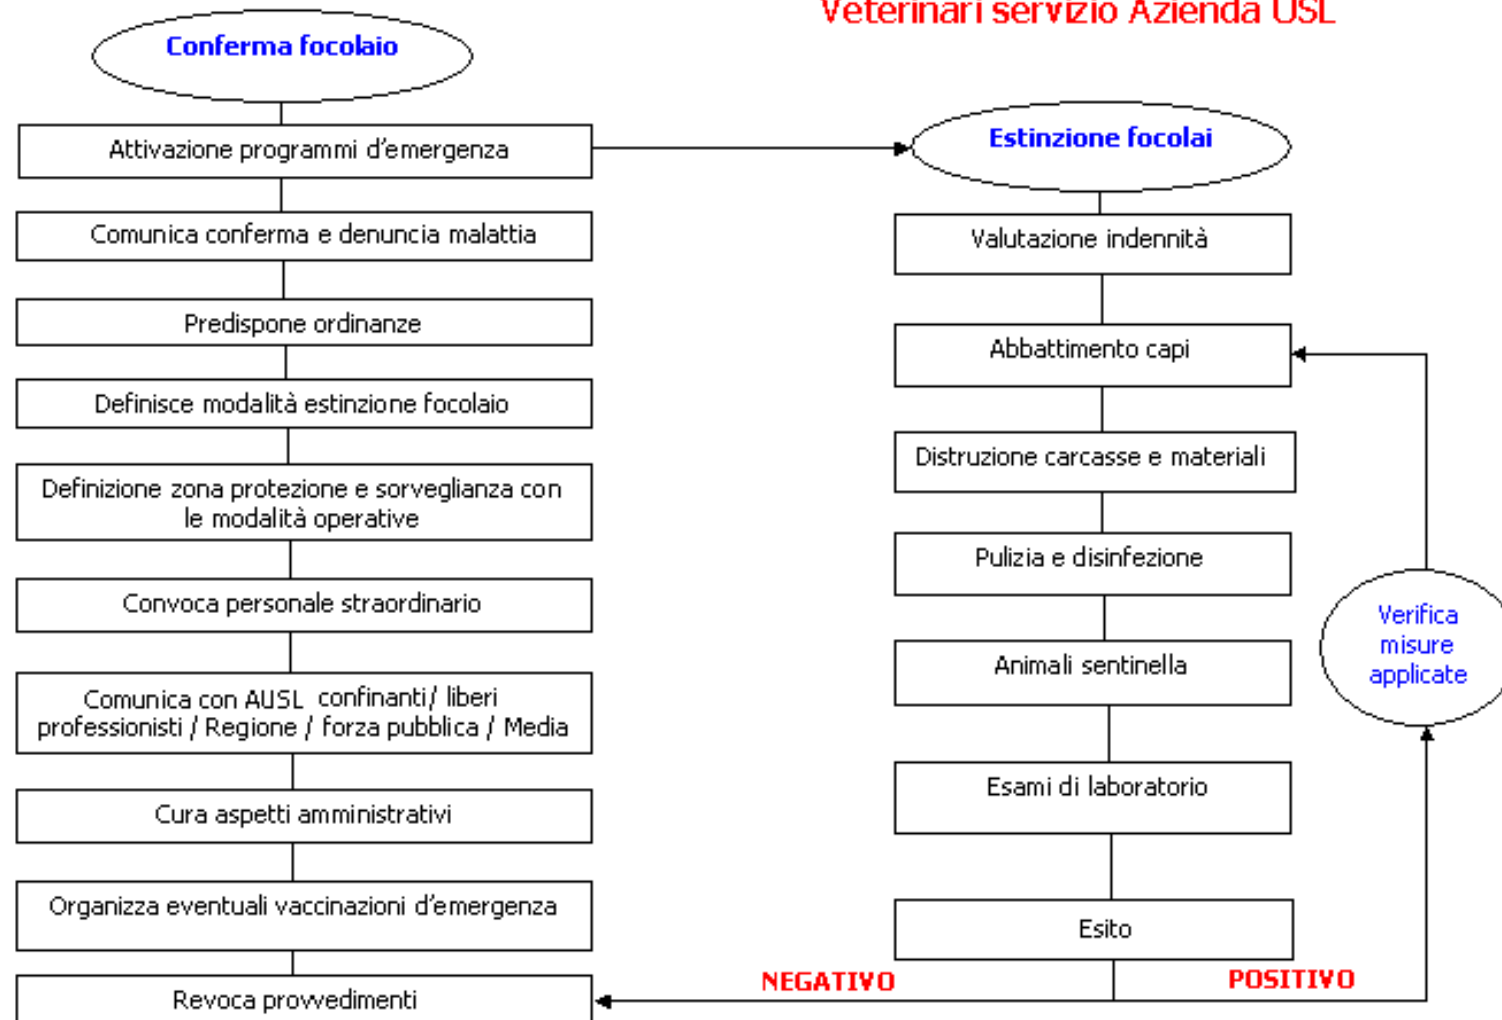 Veterinari servizio Azienda USL
Conferma focolaio
Attivazione programmi d'emergenza
Comunica conferma e denuncia malattia
Predispone ordinanze
Definisce modalità estinzione focolaio
Definizione zona protezione e sorveglianza con
le modalità operative
Convoca personale straordinario
Comunica con AUSL confinanti/ liberi
professionisti / Regione / forza pubblica / Media
Cura aspetti amministrativi
Organizza eventuali vaccinazioni d'emergenza
Revoca provvedimenti
Estinzione focolai
Valutazione indennità
Abbattimento capi
Distruzione carcasse e materiali
Pulizia e disinfezione
Animali sentinella
Esami di laboratorio
Esito
NEGATIVO
POSITIVO
Verifica
misure
applicate